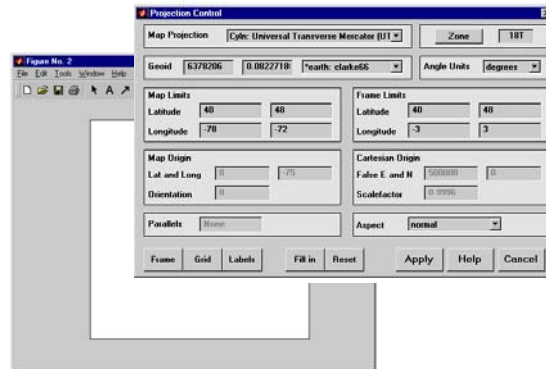 Projection Control
Map Projection Cyln: Universal Transverse Mercator (UT Zone 18T
Figure No. 2
File Edit Tools Window Help
Geoid 6378206 0.0822718 *earth: clarke66 Angle Units degrees
Map Limits
Latitude 40 48
Longitude -78 -72
Frame Limits
Latitude 40 48
Longitude -3 3
Map Origin
Lat and Long 0 -75
Orientation 0
Cartesian Origin
False E and N 500000 0
Scalefactor 0.9996
Parallels None Aspect normal
Frame Grid Labels Fill in Reset Apply Help Cancel